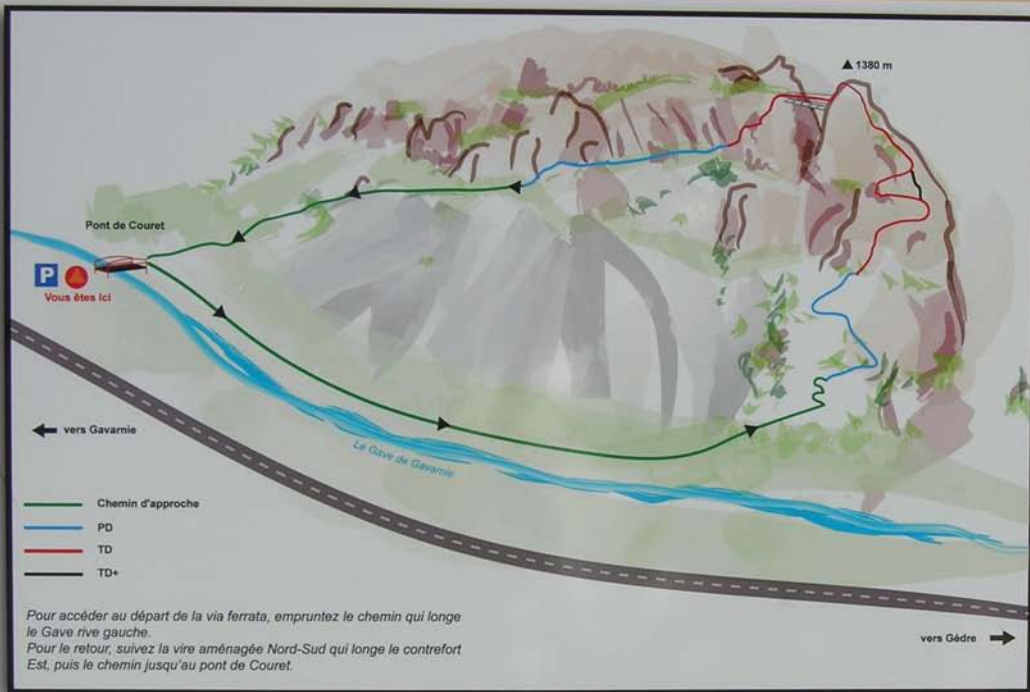 ▲ 1380 m
Pont de Couret
P
Vous êtes ici
vers Gavarnie
Le Gave de Gavarnie
Chemin d'approche
PD
TD
TD+
Pour accéder au départ de la via ferrata, empruntez le chemin qui longe
le Gave rive gauche.
Pour le retour, suivez la vire aménagée Nord-Sud qui longe le contrefort
Est, puis le chemin jusqu'au pont de Couret.
vers Gèdre